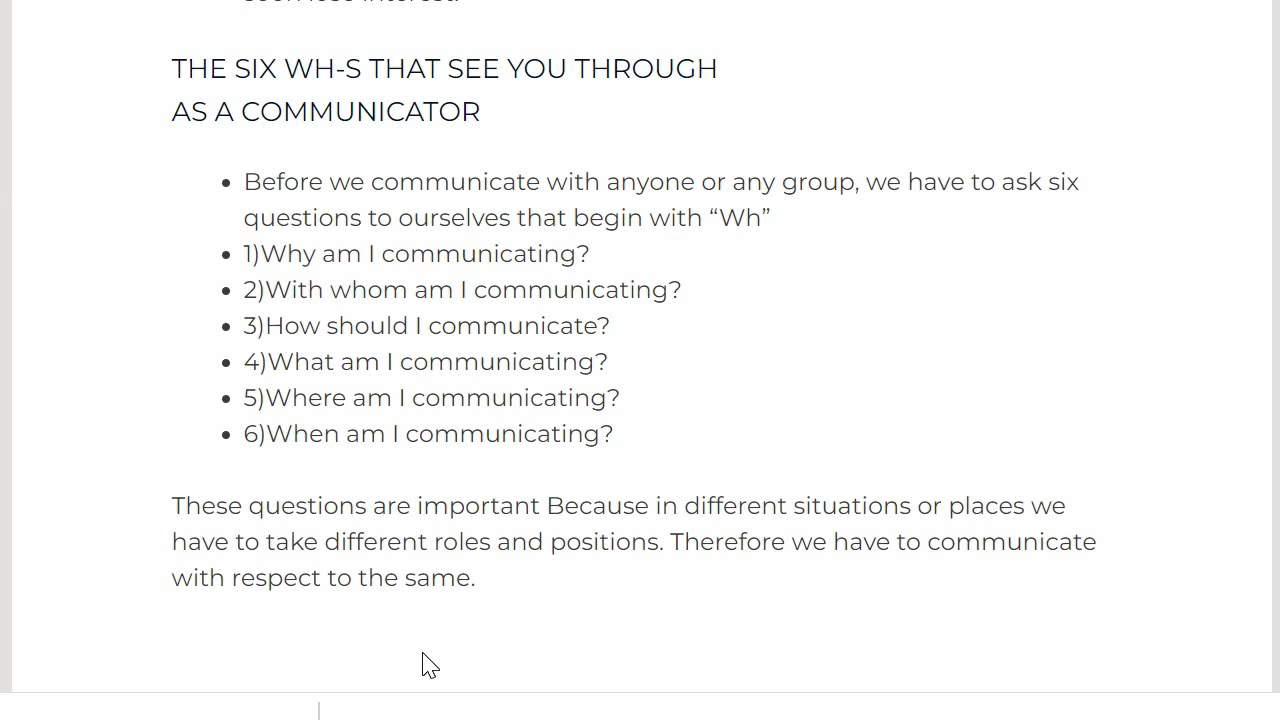 THE SIX WH-S THAT SEE YOU THROUGH
AS A COMMUNICATOR
• Before we communicate with anyone or any group, we have to ask six
questions to ourselves that begin with “Wh”
• 1)Why am I communicating?
• 2)With whom am I communicating?
• 3)How should I communicate?
• 4)What am I communicating?
• 5)Where am I communicating?
• 6)When am I communicating?
These questions are important Because in different situations or places we
have to take different roles and positions. Therefore we have to communicate
with respect to the same.